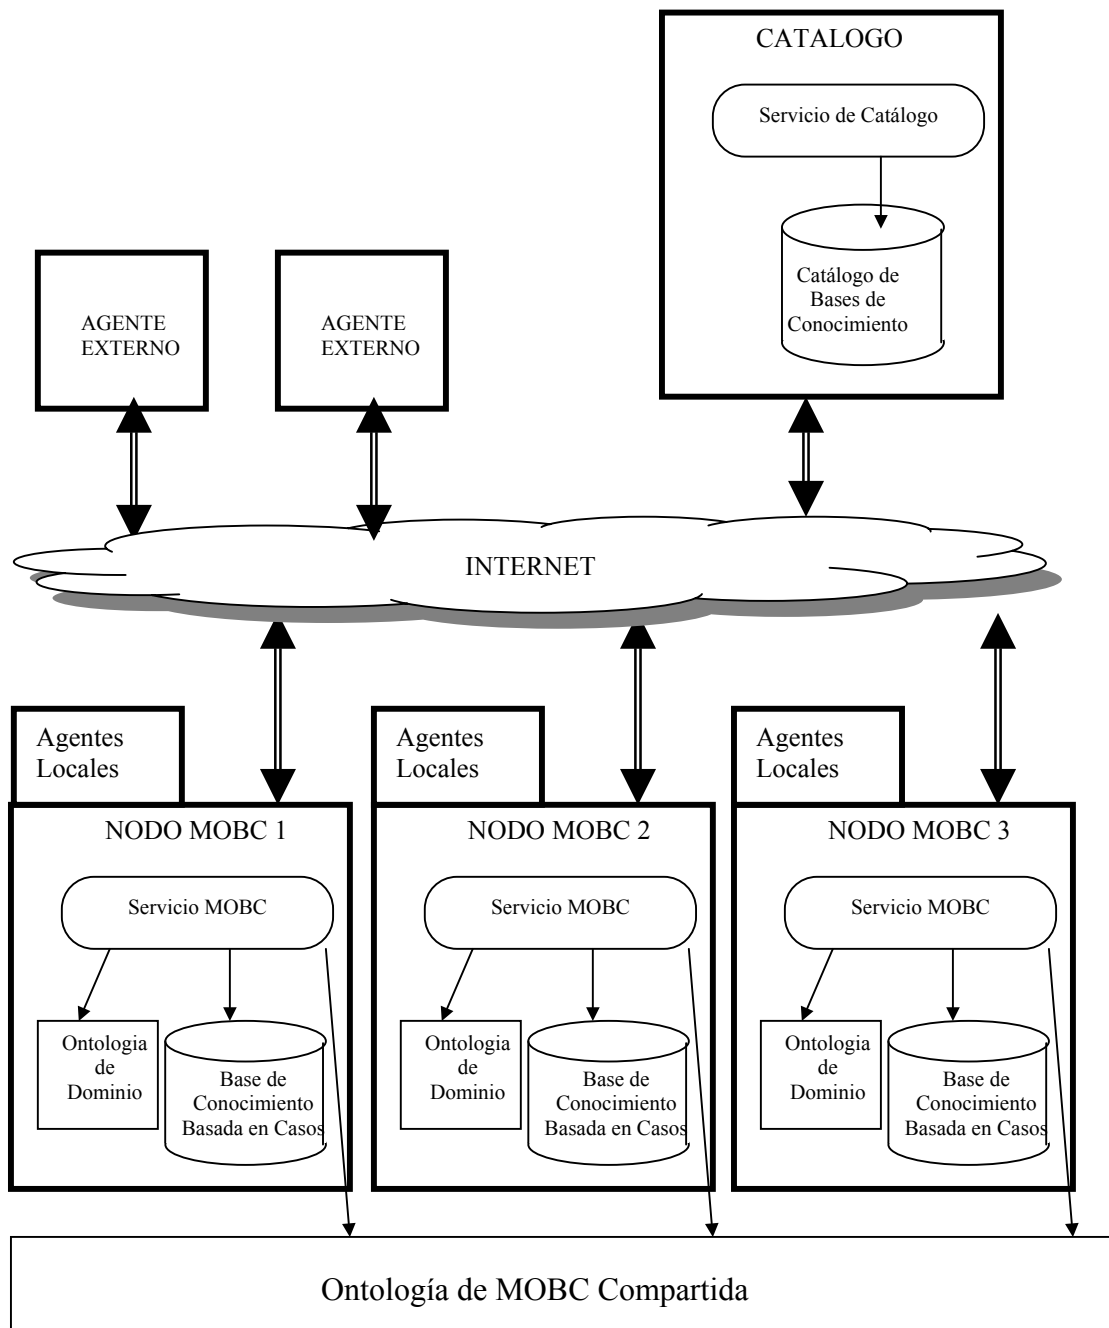 CATALOGO
Servicio de Catálogo
Catálogo de
Bases de
Conocimiento
AGENTE
EXTERNO
AGENTE
EXTERNO
INTERNET
Agentes
Locales
Agentes
Locales
Agentes
Locales
NODO MOBC 1
Servicio MOBC
Ontologia
de
Dominio
Base de
Conocimiento
Basada en Casos
NODO MOBC 2
Servicio MOBC
Ontologia
de
Dominio
Base de
Conocimiento
Basada en Casos
NODO MOBC 3
Servicio MOBC
Ontologia
de
Dominio
Base de
Conocimiento
Basada en Casos
Ontología de MOBC Compartida